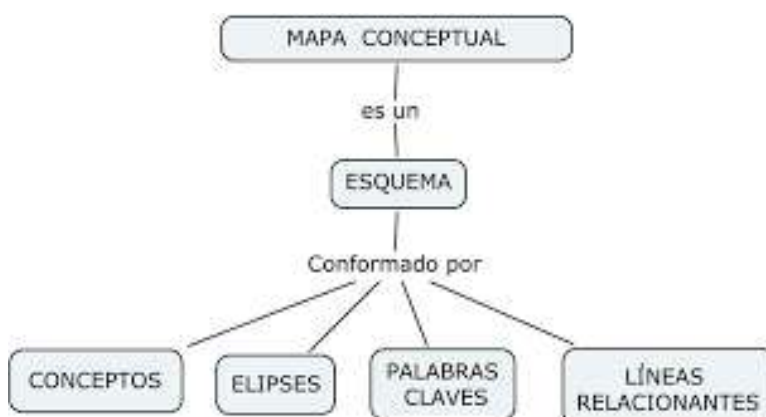 MAPA CONCEPTUAL
es un
ESQUEMA
Conformado por
CONCEPTOS
ELIPSES
PALABRAS
CLAVES
LÍNEAS
RELACIONANTES